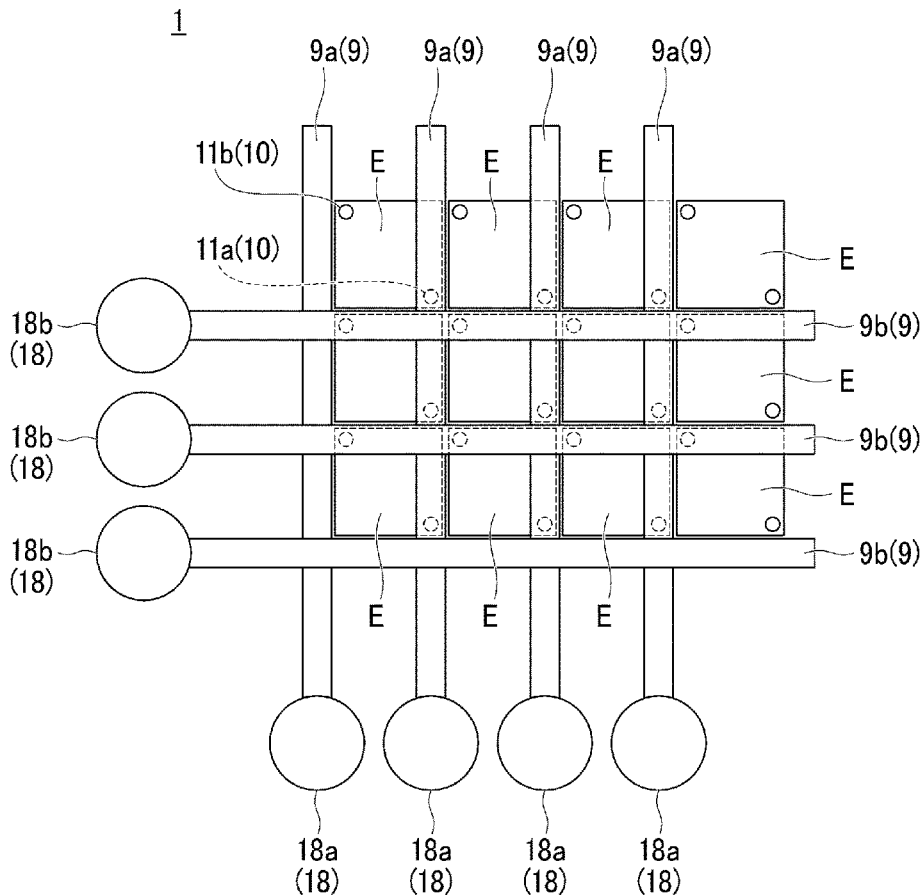 1
9a(9) 9a(9) 9a(9) 9a(9)
11b(10) E E E
11a(10) E
18b 9b(9)
(18)
E
18b 9b(9)
(18)
E
18b 9b(9)
(18)
E E E
18a 18a 18a 18a
(18) (18) (18) (18)